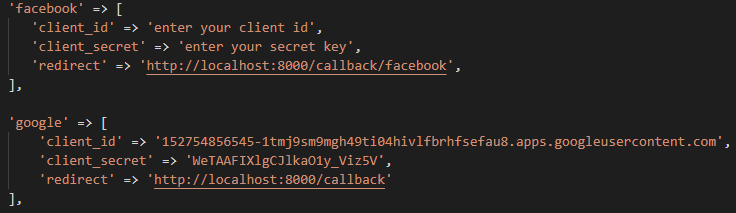 'facebook' => [
'client_id' => 'enter your client id',
'client_secret' => 'enter your secret key',
'redirect' => 'http://localhost:8000/callback/facebook',
],
'google' => [
'client_id' => '152754856545-1tmj9sm9mgh49ti04hivlfbrhfsefau8.apps.googleusercontent.com',
'client_secret' => 'WeTAAFIXlgCJlkaO1y_Viz5V',
'redirect' => 'http://localhost:8000/callback'
],